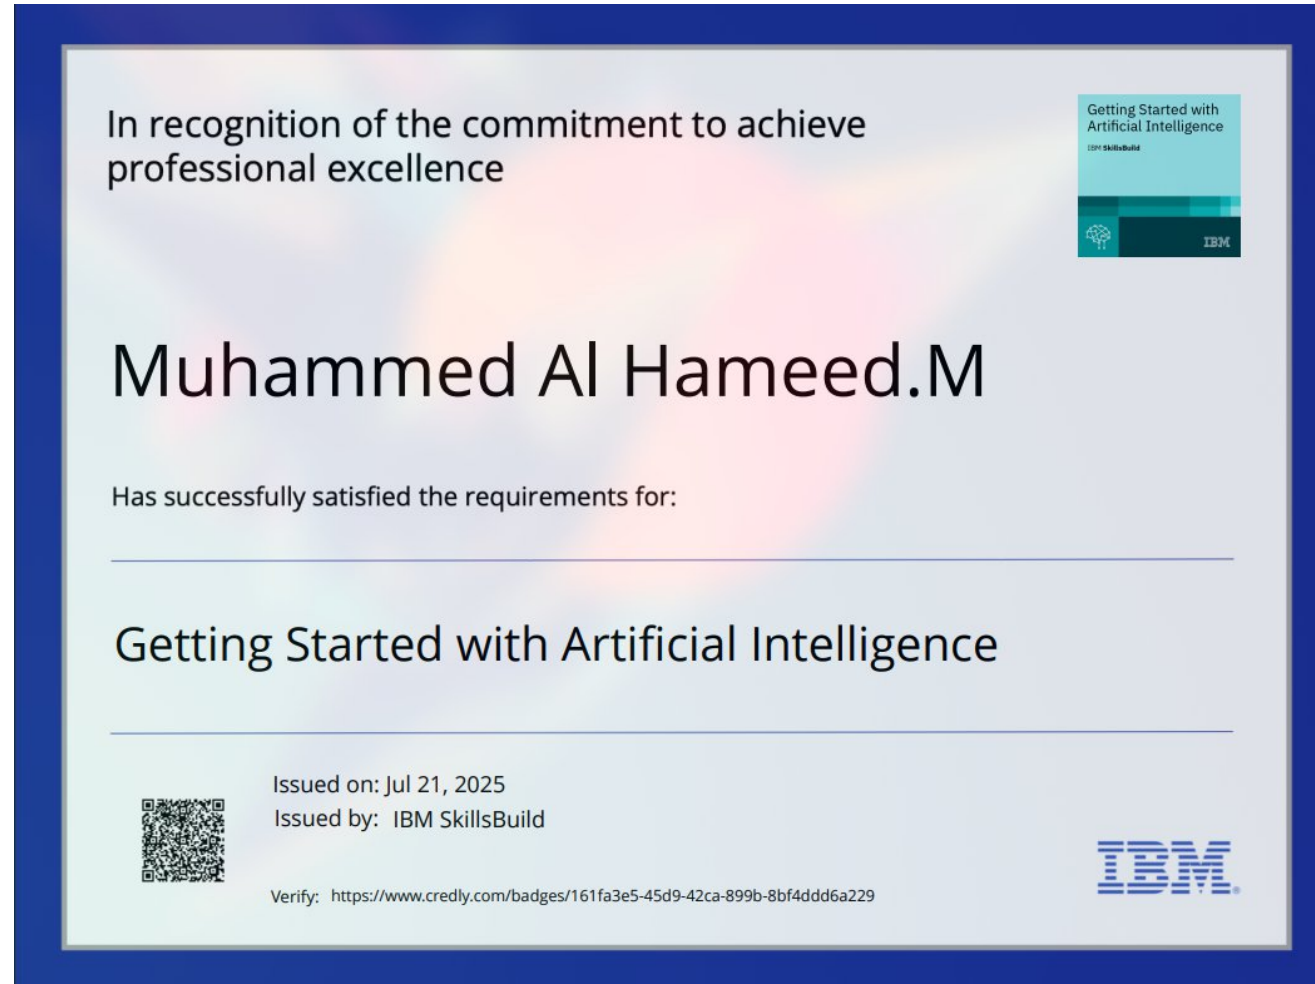 In recognition of the commitment to achieve
professional excellence
Getting Started with
Artificial Intelligence
IBM SkillsBuild
IBM
Muhammed Al Hameed.M
Has successfully satisfied the requirements for:
Getting Started with Artificial Intelligence
Issued on: Jul 21, 2025
Issued by: IBM SkillsBuild
Verify: https://www.credly.com/badges/161fa3e5-45d9-42ca-899b-8bf4ddd6a229
IBM®